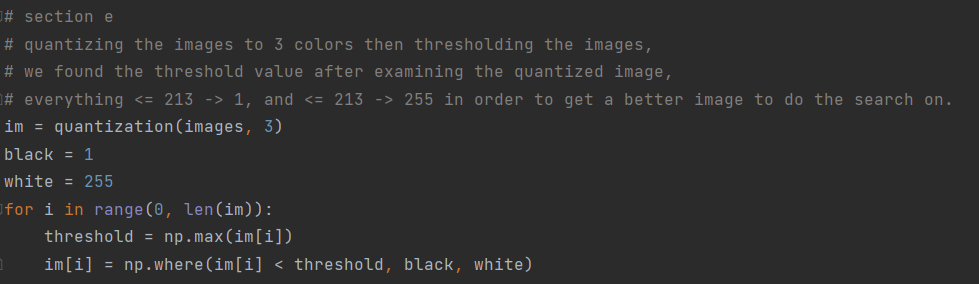 # section e
# quantizing the images to 3 colors then thresholding the images,
# we found the threshold value after examining the quantized image,
# everything <= 213 -> 1, and <= 213 -> 255 in order to get a better image to do the search on.
im = quantization(images, 3)
black = 1
white = 255
for i in range(0, len(im)):
    threshold = np.max(im[i])
    im[i] = np.where(im[i] < threshold, black, white)